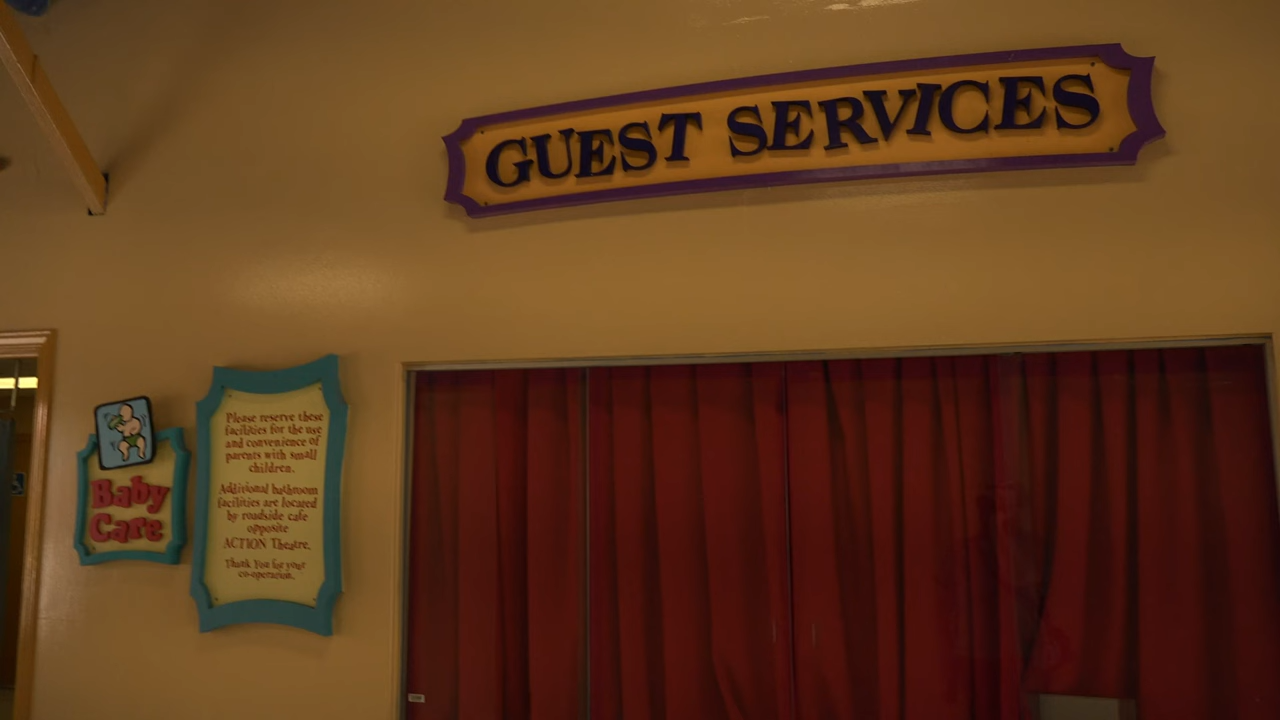 GUEST SERVICES
Baby
Care
Please reserve these
facilities for the use
and convenience of
parents with small
children.
Additional bathroom
facilities are located
by roadside cafe
opposite
ACTION Theatre.
Thank You for your
co-operation.